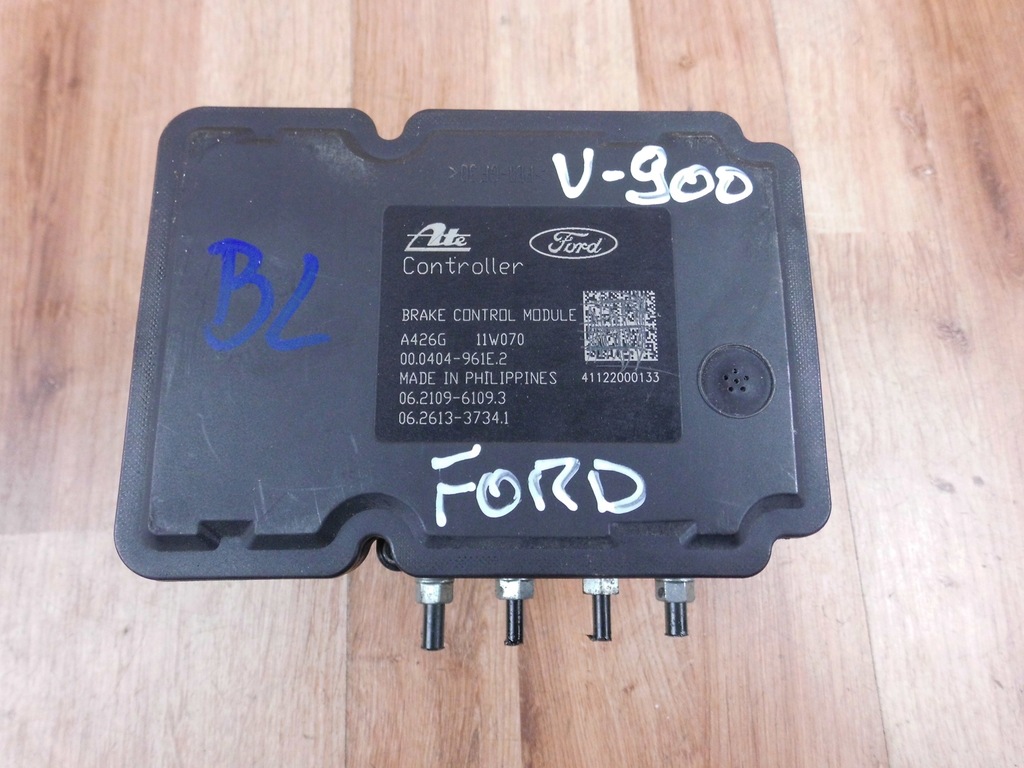 V-900
Ate
Ford
Controller
BL
BRAKE CONTROL MODULE
A426G 11W070
00.0404-961E.2
MADE IN PHILIPPINES 41122000133
06.2109-6109.3
06.2613-3734.1
FORD